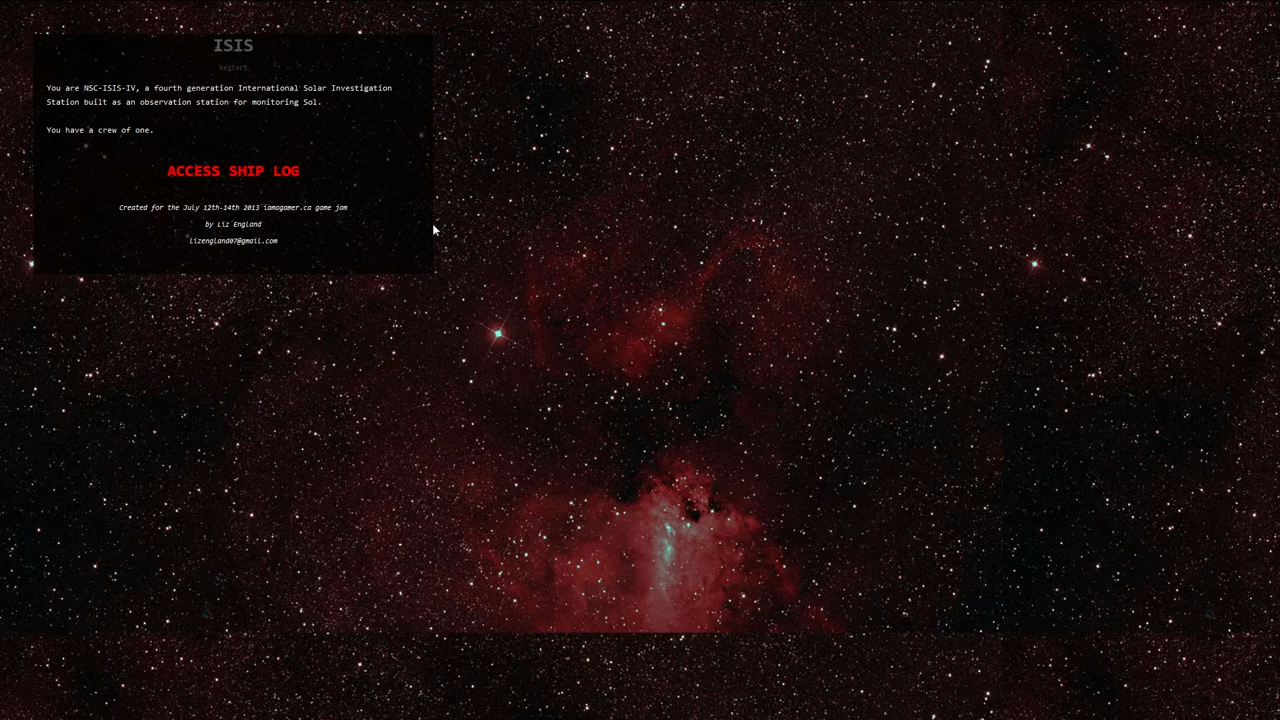 ISIS
Restart
You are NSC-ISIS-IV, a fourth generation International Solar Investigation
Station built as an observation station for monitoring Sol.
You have a crew of one.
ACCESS SHIP LOG
Created for the July 12th-14th 2013 iamagamer.ca game jam
by Liz England
lizengland07@gmail.com